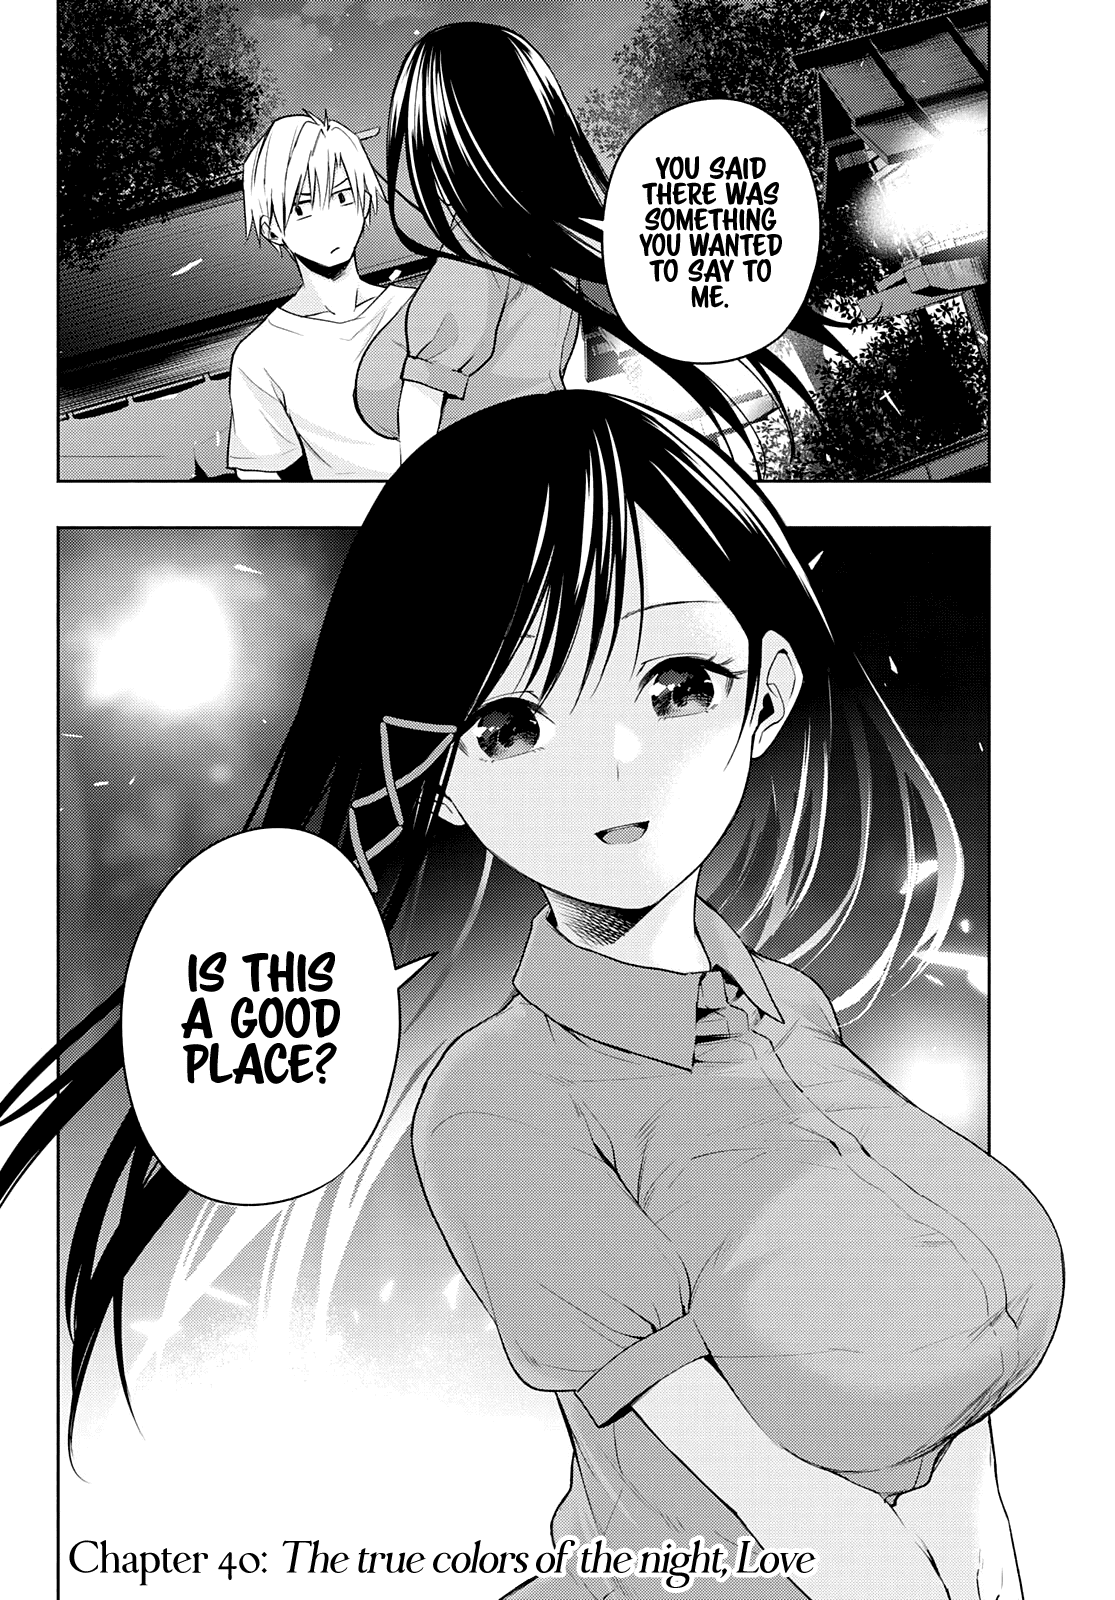 YOU SAID
THERE WAS
SOMETHING
YOU WANTED
TO SAY TO
ME.
IS THIS
A GOOD
PLACE?
Chapter 40: The true colors of the night, Love